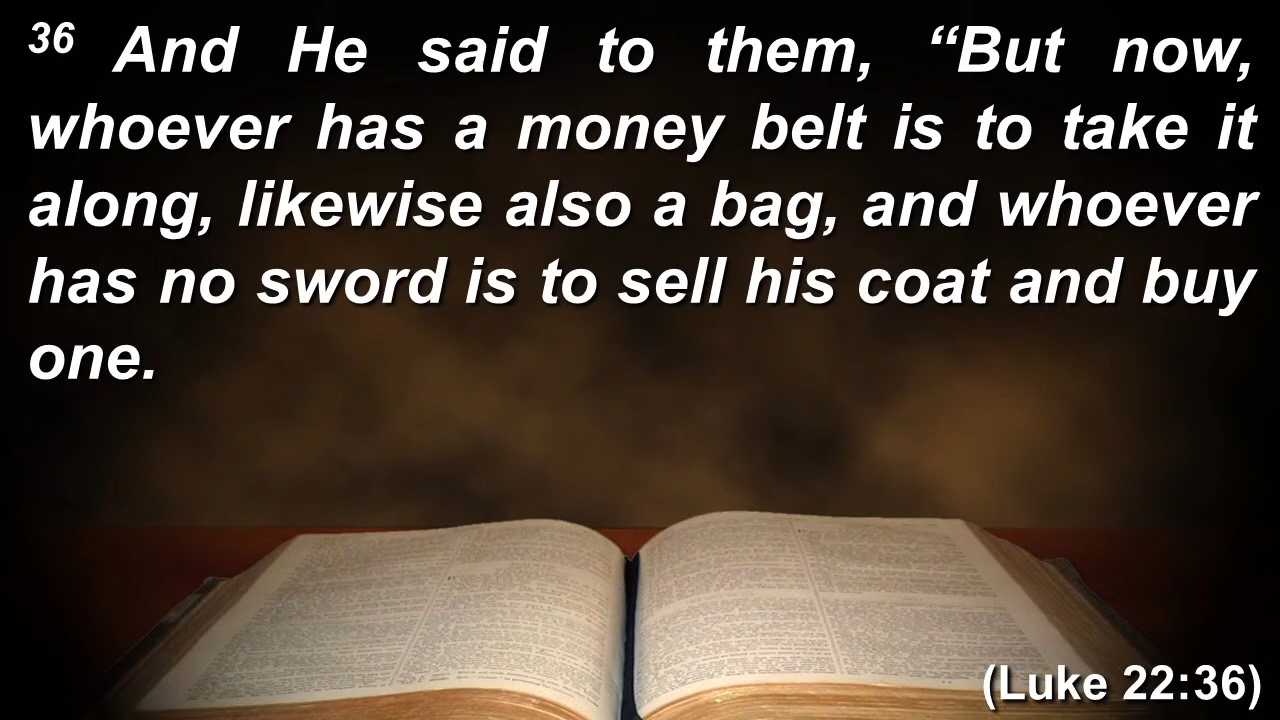 36 And He said to them, “But now,
whoever has a money belt is to take it
along, likewise also a bag, and whoever
has no sword is to sell his coat and buy
one.
(Luke 22:36)